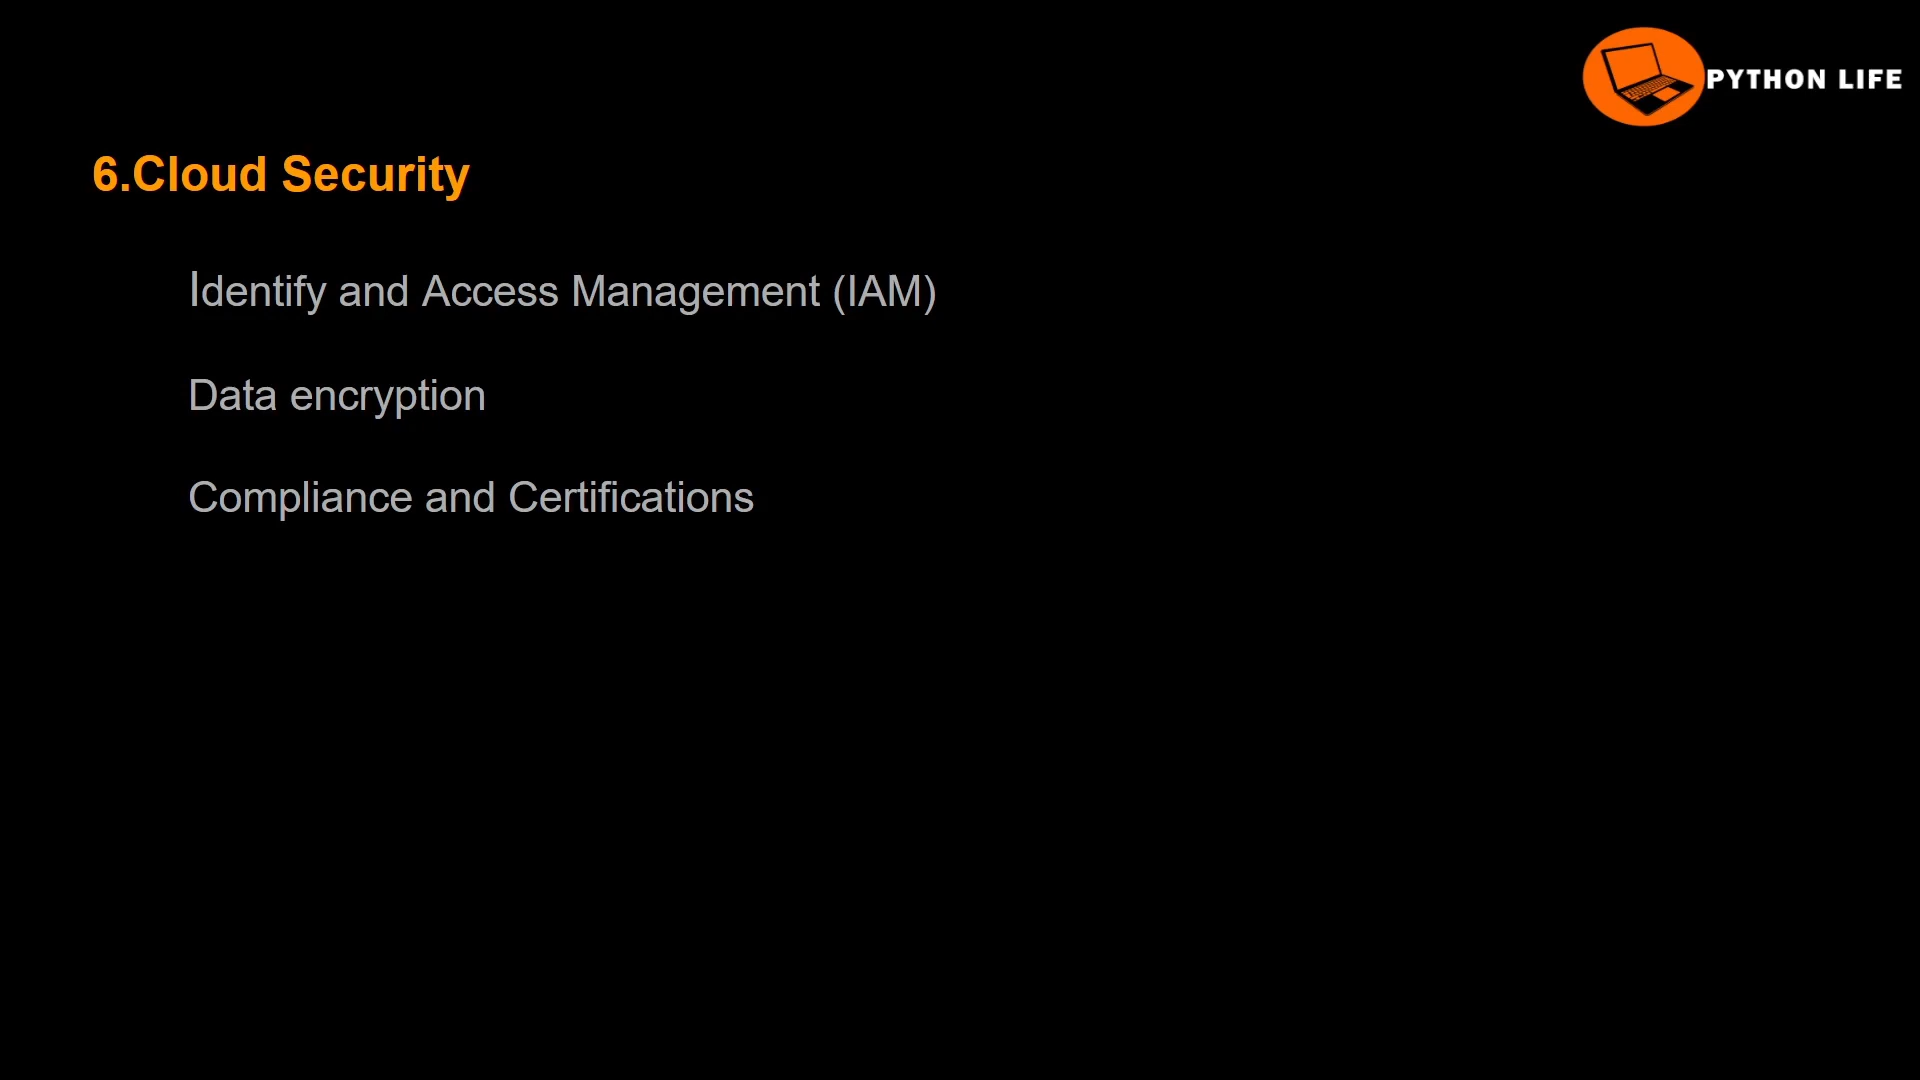 PYTHON LIFE
6.Cloud Security
Identify and Access Management (IAM)
Data encryption
Compliance and Certifications